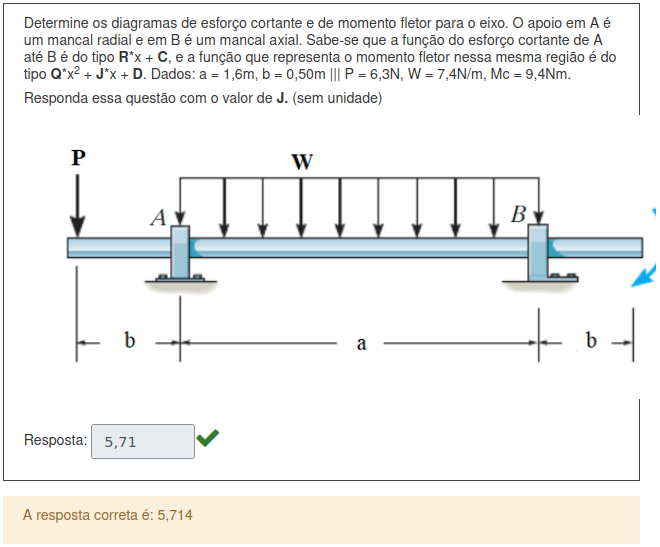 Determine os diagramas de esforço cortante e de momento fletor para o eixo. O apoio em A é
um mancal radial e em B é um mancal axial. Sabe-se que a função do esforço cortante de A
até B é do tipo R*x + C, e a função que representa o momento fletor nessa mesma região é do
tipo Q*x² + J*x + D. Dados: a = 1,6m, b = 0,50m ||| P = 6,3N, W = 7,4N/m, Mc = 9,4Nm.
Responda essa questão com o valor de J. (sem unidade)
P
W
A
B
b
a
b
Resposta: 5,71
A resposta correta é: 5,714